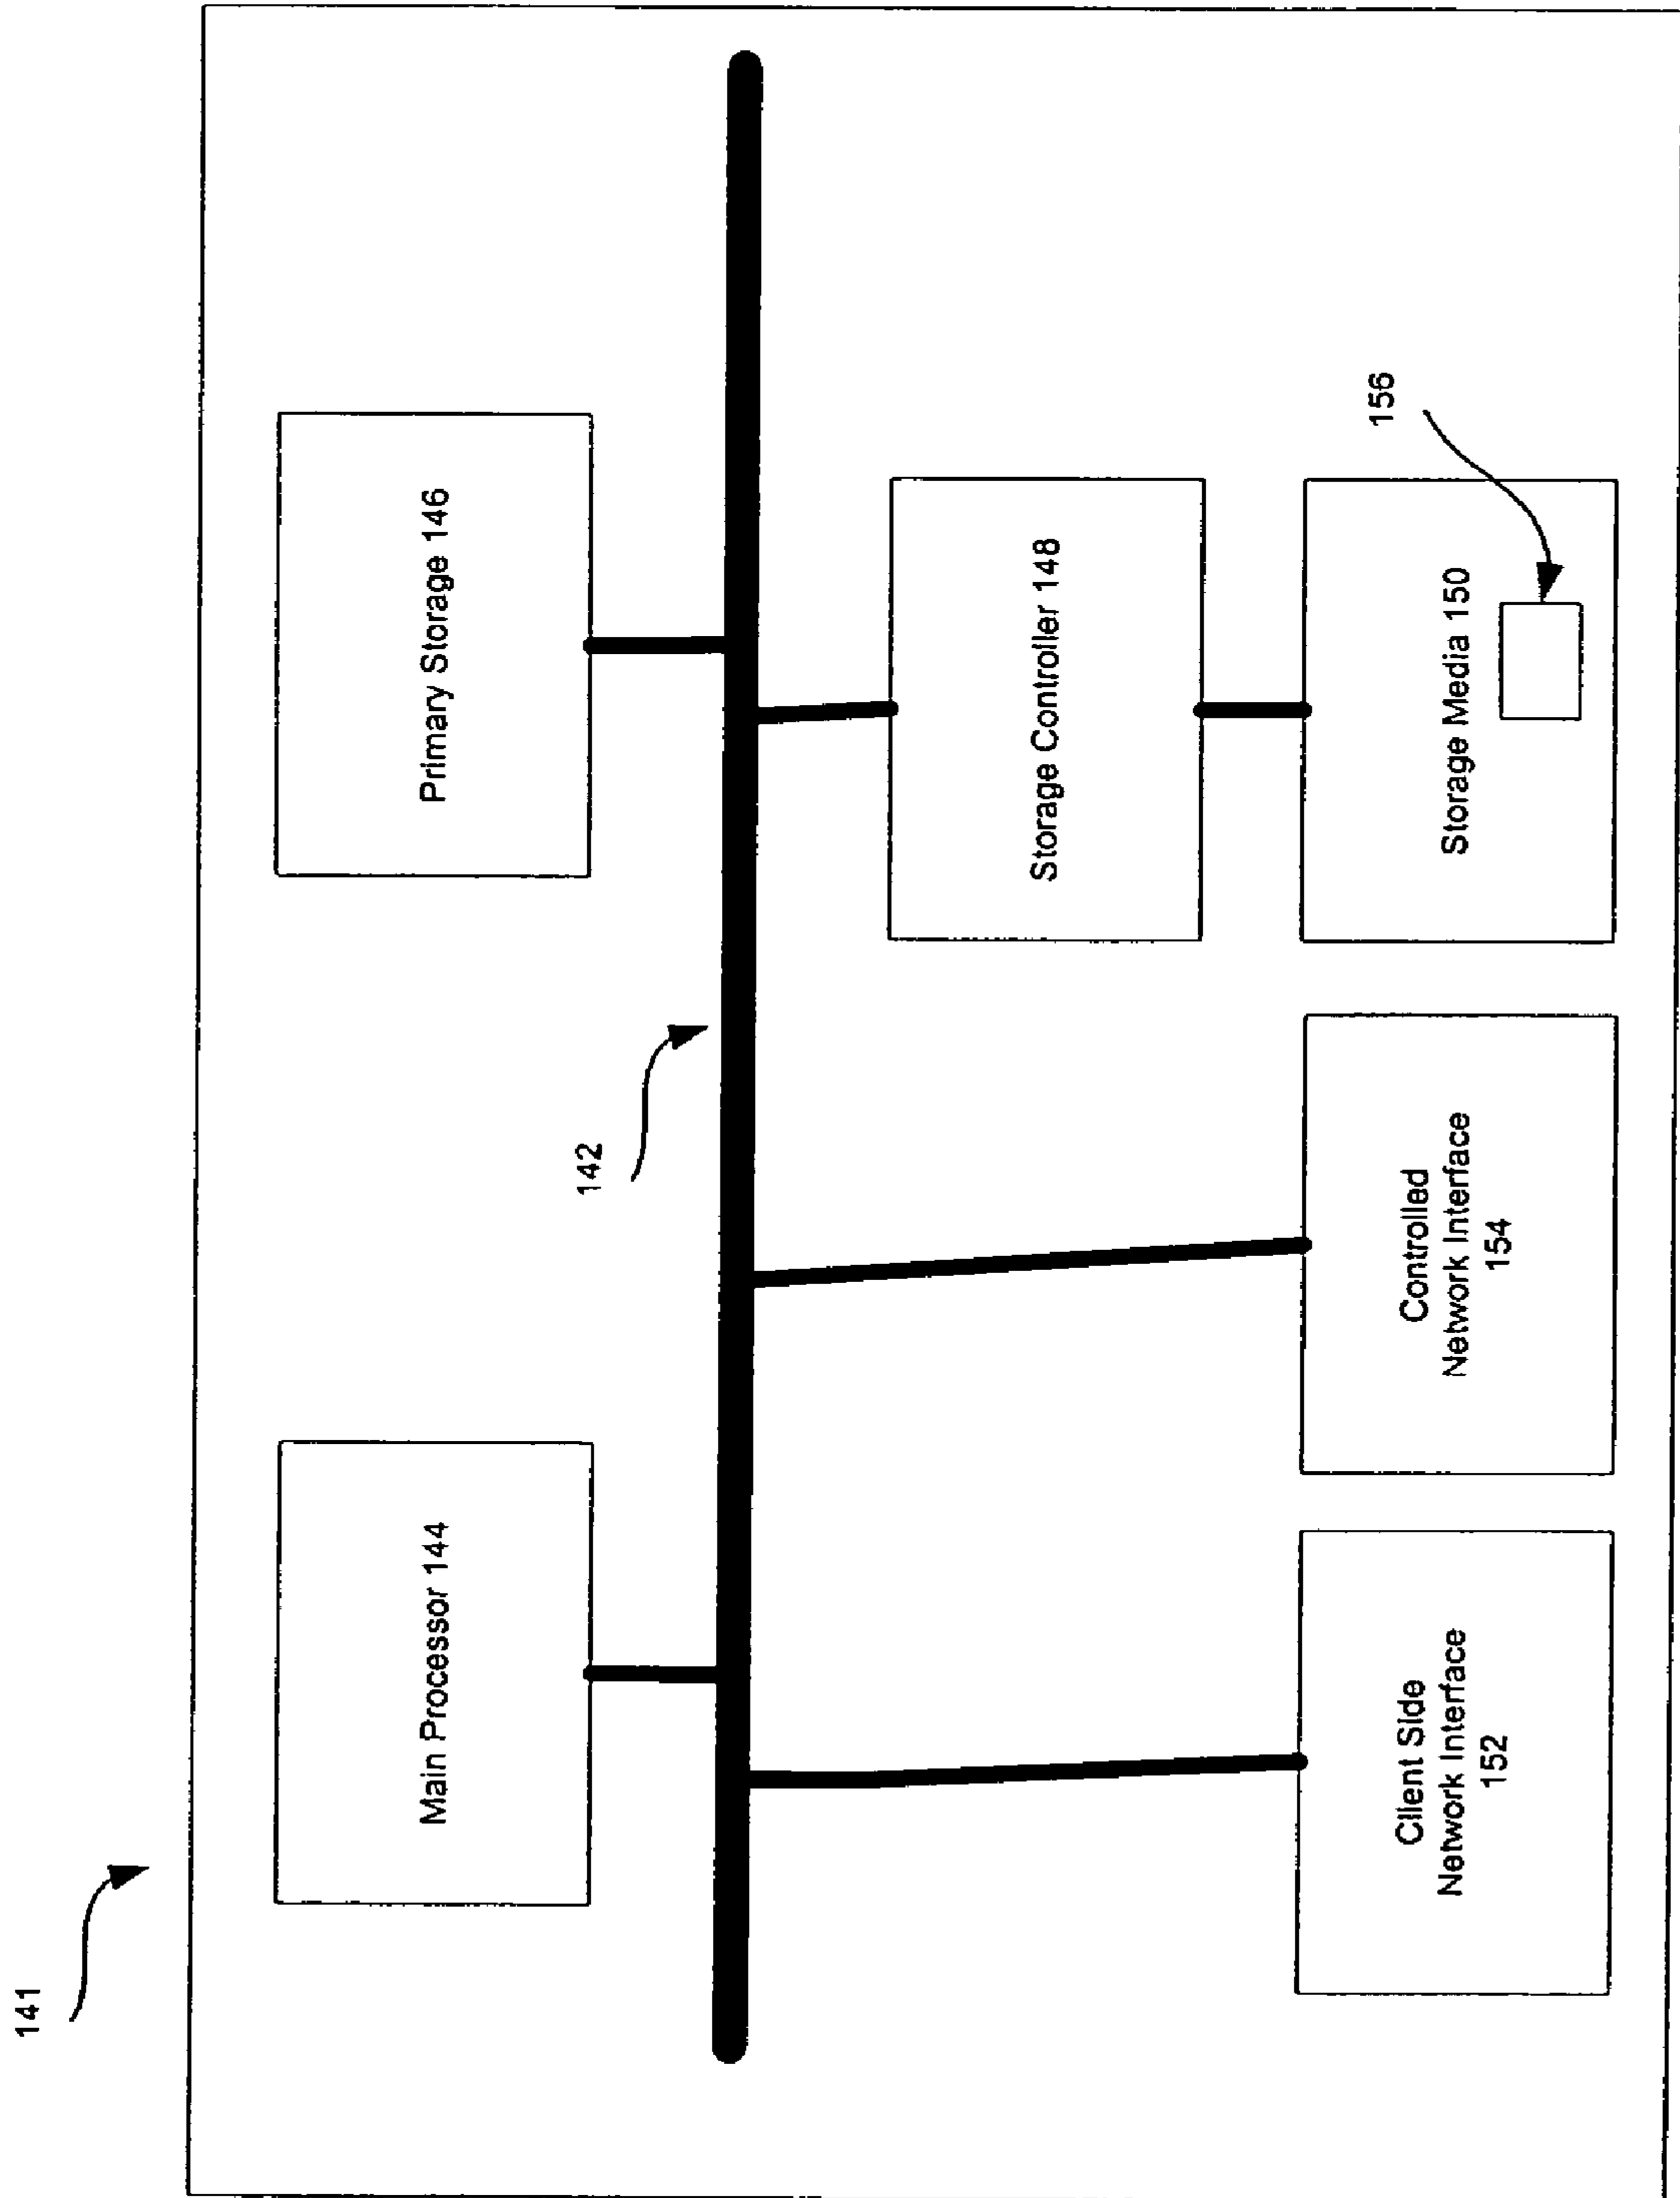 141
Main Processor 144
Primary Storage 146
142
Storage Controller 148
156
Client Side
Network Interface
152
Controlled
Network Interface
154
Storage Media 150